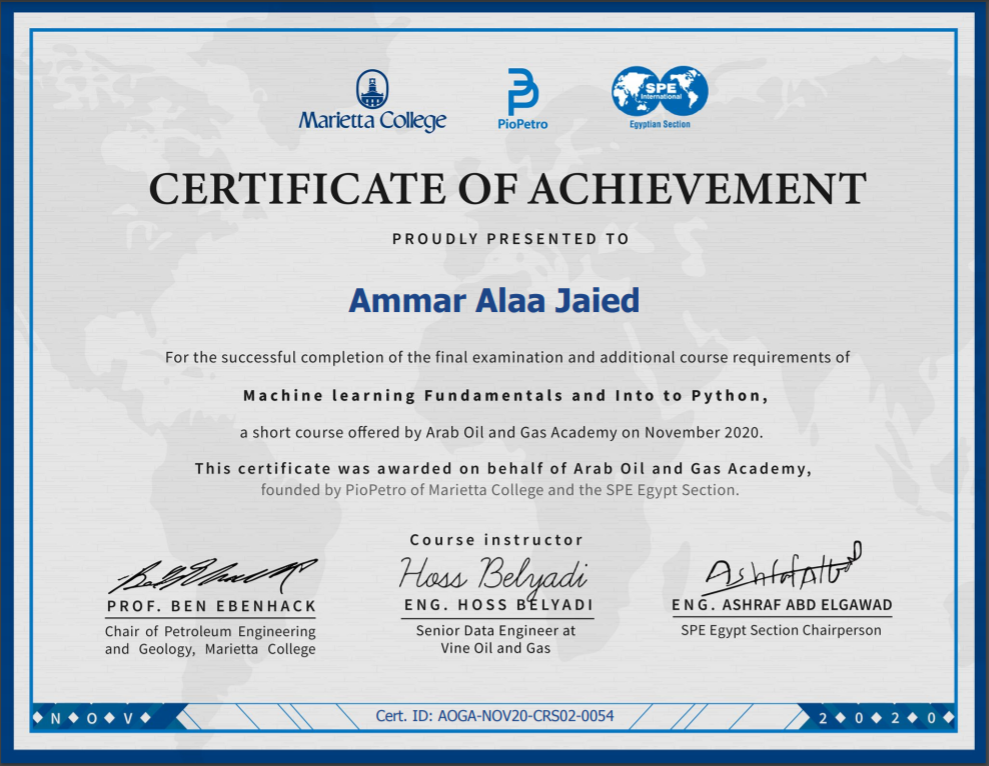 Marietta College
PioPetro
SPE
International
Egyptian Section
CERTIFICATE OF ACHIEVEMENT
PROUDLY PRESENTED TO
Ammar Alaa Jaied
For the successful completion of the final examination and additional course requirements of
Machine learning Fundamentals and Into to Python,
a short course offered by Arab Oil and Gas Academy on November 2020.
This certificate was awarded on behalf of Arab Oil and Gas Academy,
founded by PioPetro of Marietta College and the SPE Egypt Section.
Course instructor
Hoss Belyadi
PROF. BEN EBENHACK
Chair of Petroleum Engineering
and Geology, Marietta College
ENG. HOSS BELYADI
Senior Data Engineer at
Vine Oil and Gas
ENG. ASHRAF ABD ELGAWAD
SPE Egypt Section Chairperson
NOV
Cert. ID: AOGA-NOV20-CRS02-0054
2020